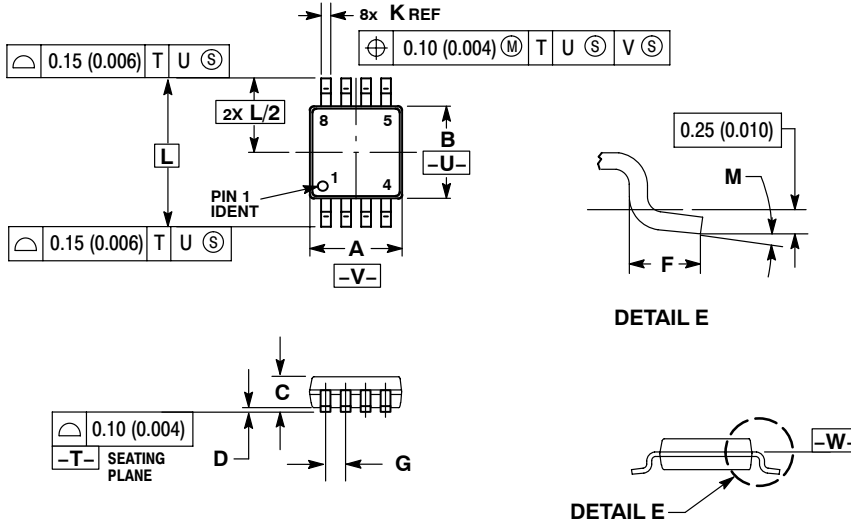 8x K REF
⌖ 0.10 (0.004) Ⓜ T U Ⓢ V Ⓢ
⌓ 0.15 (0.006) T U Ⓢ
2X L/2
8 5
B
–U–
L
0.25 (0.010)
M
PIN 1
IDENT
1
4
⌓ 0.15 (0.006) T U Ⓢ
A
–V–
F
DETAIL E
C
⌓ 0.10 (0.004)
–T– SEATING
PLANE
D
G
–W–
DETAIL E